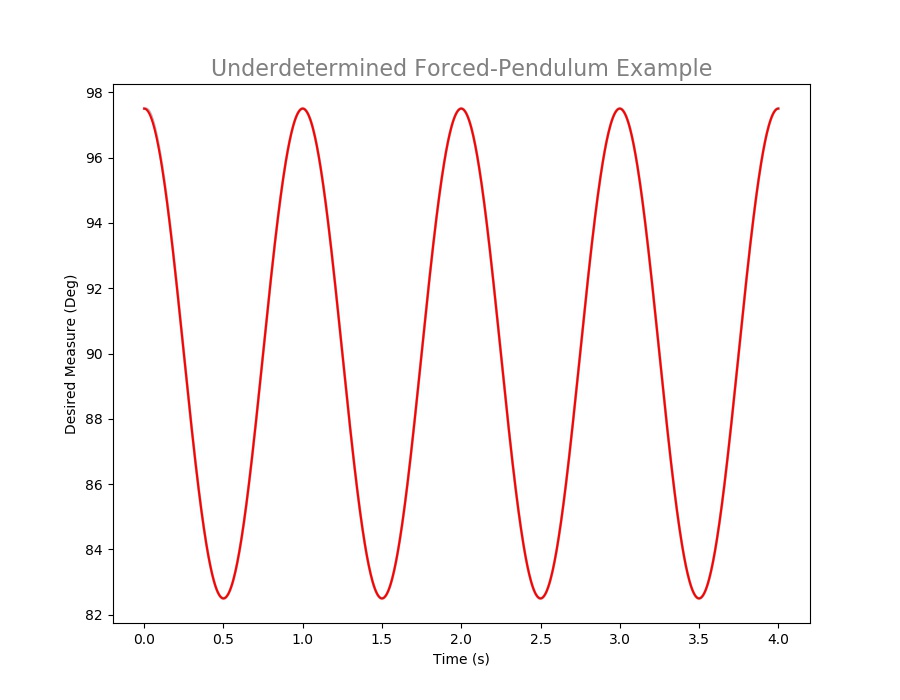 Underdetermined Forced-Pendulum Example
98
96
94
92
90
88
86
84
82
Desired Measure (Deg)
0.0 0.5 1.0 1.5 2.0 2.5 3.0 3.5 4.0
Time (s)